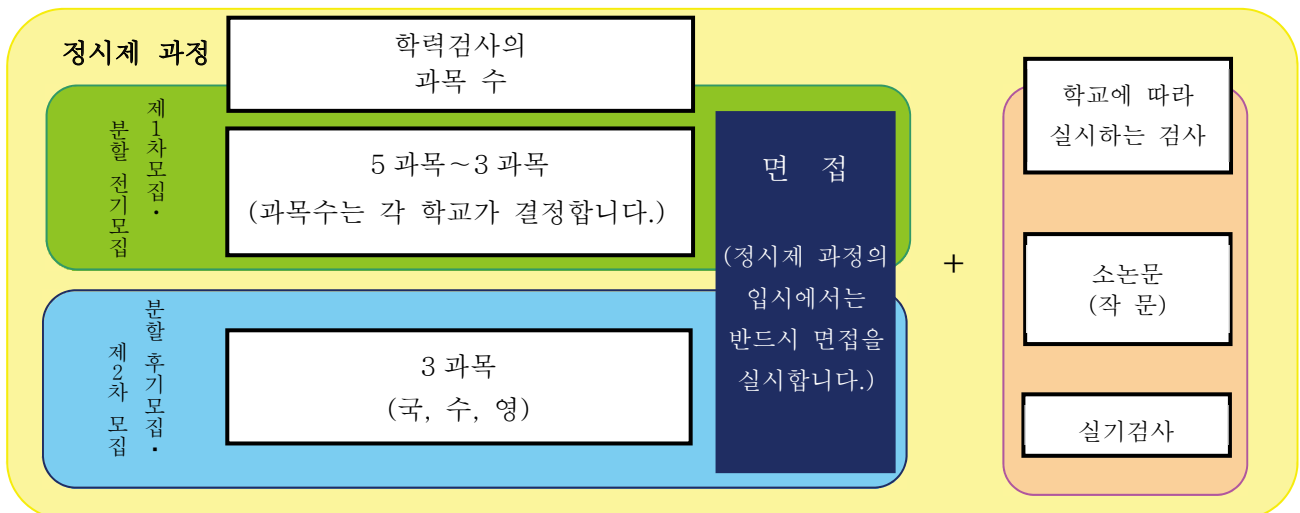 정시제 과정
학력검사의
과목 수
제1차모집·
분할 전기모집
5 과목~3 과목
(과목수는 각 학교가 결정합니다.)
분할 후기모집·
제2차 모집
3 과목
(국, 수, 영)
면 접
(정시제 과정의
입시에서는
반드시 면접을
실시합니다.)
+
학교에 따라
실시하는 검사
소논문
(작 문)
실기검사